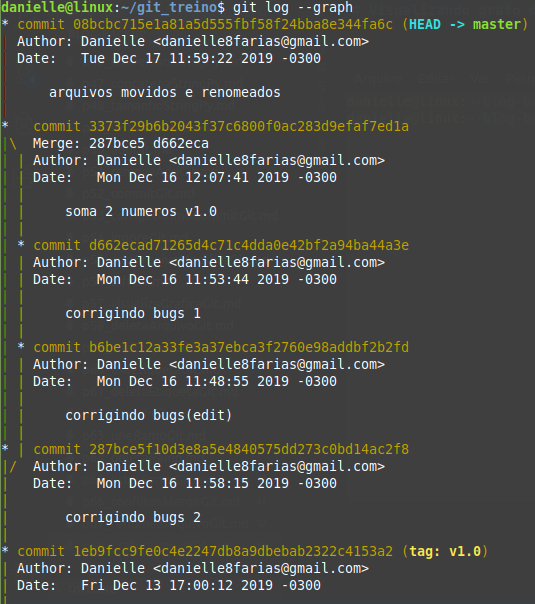 danielle@linux:~/git_treino$ git log --graph
* commit 08bcbc715e1a81a5d555fbf58f24bba8e344fa6c (HEAD -> master)
| Author: Danielle <danielle8farias@gmail.com>
| Date:   Tue Dec 17 11:59:22 2019 -0300
|
|     arquivos movidos e renomeados
|
*   commit 3373f29b6b2043f37c6800f0ac283d9efaf7ed1a
|\  Merge: 287bce5 d662eca
| | Author: Danielle <danielle8farias@gmail.com>
| | Date:   Mon Dec 16 12:07:41 2019 -0300
| |
| |     soma 2 numeros v1.0
| |
| * commit d662ecad71265d4c71c4dda0e42bf2a94ba44a3e
| | Author: Danielle <danielle8farias@gmail.com>
| | Date:   Mon Dec 16 11:53:44 2019 -0300
| |
| |     corrigindo bugs 1
| |
| * commit b6be1c12a33fe3a37ebca3f2760e98addbf2b2fd
| | Author: Danielle <danielle8farias@gmail.com>
| | Date:   Mon Dec 16 11:48:55 2019 -0300
| |
| |     corrigindo bugs(edit)
| |
* | commit 287bce5f10d3e8a5e4840575dd273c0bd14ac2f8
|/  Author: Danielle <danielle8farias@gmail.com>
|   Date:   Mon Dec 16 11:58:15 2019 -0300
|
|       corrigindo bugs 2
|
* commit 1eb9fcc9fe0c4e2247db8a9dbebab2322c4153a2 (tag: v1.0)
| Author: Danielle <danielle8farias@gmail.com>
| Date:   Fri Dec 13 17:00:12 2019 -0300